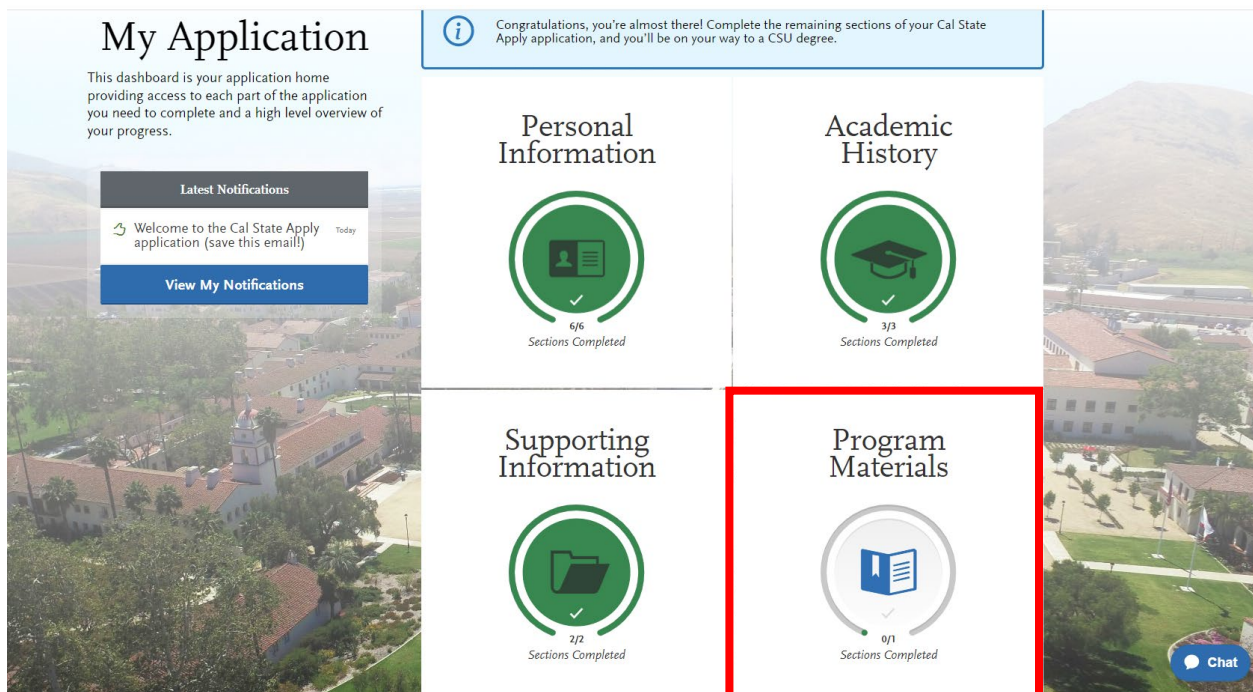 My Application
This dashboard is your application home
providing access to each part of the application
you need to complete and a high level overview of
your progress.
Latest Notifications
Welcome to the Cal State Apply
application (save this email!)
Today
View My Notifications
i
Congratulations, you're almost there! Complete the remaining sections of your Cal State
Apply application, and you'll be on your way to a CSU degree.
Personal
Information
6/6
Sections Completed
Academic
History
3/3
Sections Completed
Supporting
Information
2/2
Sections Completed
Program
Materials
0/1
Sections Completed
Chat